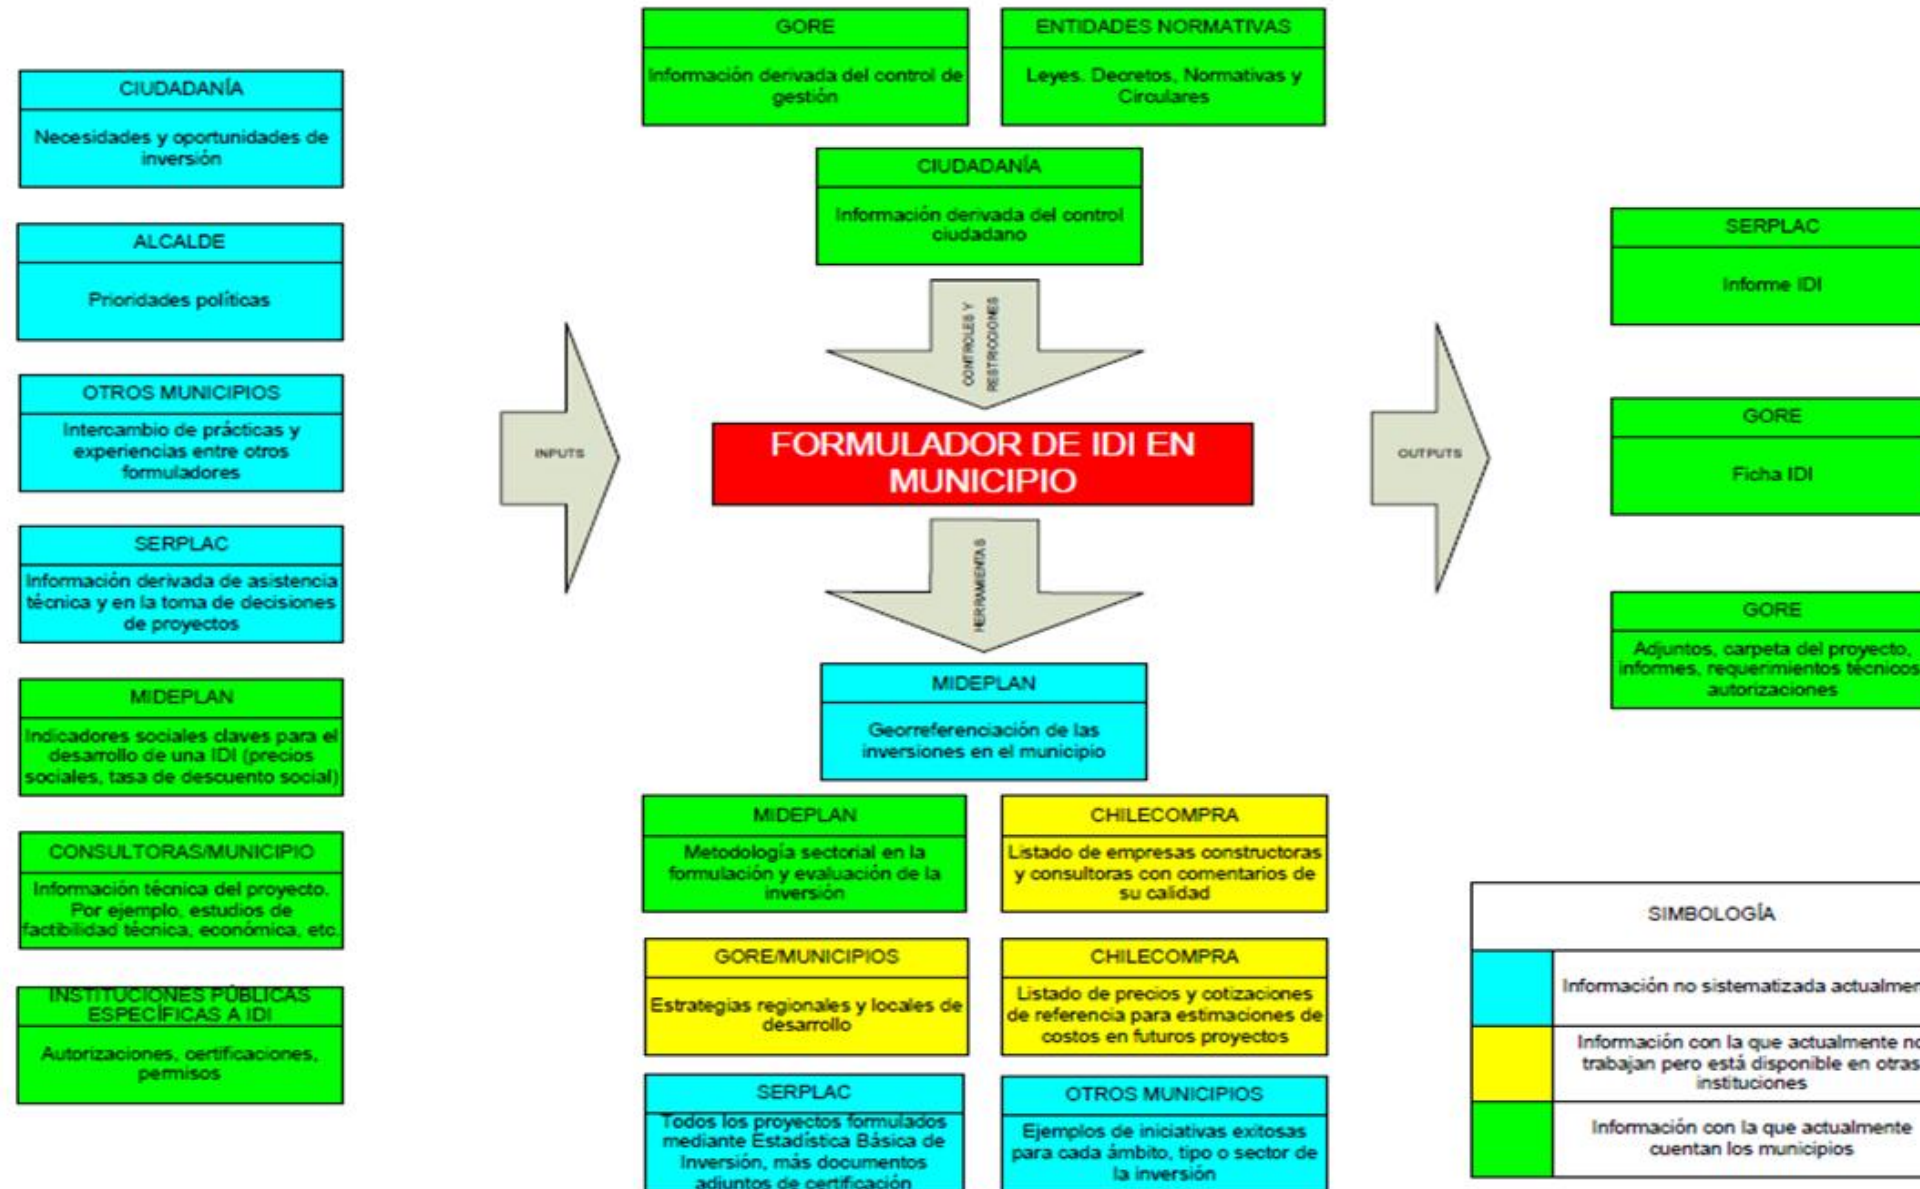 CIUDADANÍA
Necesidades y oportunidades de
inversión
ALCALDE
Prioridades políticas
OTROS MUNICIPIOS
Intercambio de prácticas y
experiencias entre otros
formuladores
SERPLAC
Información derivada de asistencia
técnica y en la toma de decisiones
de proyectos
MIDEPLAN
Indicadores sociales claves para el
desarrollo de una IDI (precios
sociales, tasa de descuento social)
CONSULTORAS/MUNICIPIO
Información técnica del proyecto.
Por ejemplo, estudios de
factibilidad técnica, económica, etc.
INSTITUCIONES PÚBLICAS
ESPECÍFICAS A IDI
Autorizaciones, certificaciones,
permisos
INPUTS
GORE
Información derivada del control de
gestión
ENTIDADES NORMATIVAS
Leyes. Decretos, Normativas y
Circulares
CIUDADANÍA
Información derivada del control
ciudadano
CONTROLES Y
RESTRICCIONES
FORMULADOR DE IDI EN
MUNICIPIO
HERRAMIENTAS
MIDEPLAN
Georreferenciación de las
inversiones en el municipio
MIDEPLAN
Metodología sectorial en la
formulación y evaluación de la
inversión
CHILECOMPRA
Listado de empresas constructoras
y consultoras con comentarios de
su calidad
GORE/MUNICIPIOS
Estrategias regionales y locales de
desarrollo
CHILECOMPRA
Listado de precios y cotizaciones
de referencia para estimaciones de
costos en futuros proyectos
SERPLAC
Todos los proyectos formulados
mediante Estadística Básica de
Inversión, más documentos
adjuntos de certificación
OTROS MUNICIPIOS
Ejemplos de iniciativas exitosas
para cada ámbito, tipo o sector de
la inversión
OUTPUTS
SERPLAC
Informe IDI
GORE
Ficha IDI
GORE
Adjuntos, carpeta del proyecto,
informes, requerimientos técnicos
autorizaciones
SIMBOLOGÍA
Información no sistematizada actualmen
Información con la que actualmente no
trabajan pero está disponible en otras
instituciones
Información con la que actualmente
cuentan los municipios